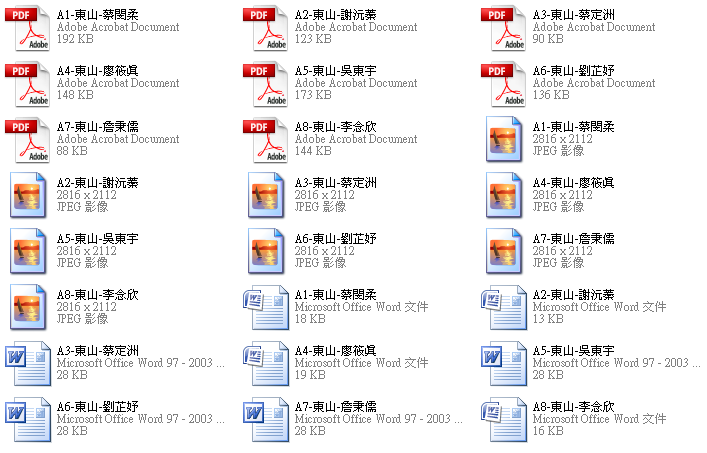 A1-東山-蔡閔柔
Adobe Acrobat Document
192 KB
A2-東山-謝沅蓁
Adobe Acrobat Document
123 KB
A3-東山-蔡定洲
Adobe Acrobat Document
90 KB
A4-東山-廖筱眞
Adobe Acrobat Document
148 KB
A5-東山-吳東宇
Adobe Acrobat Document
173 KB
A6-東山-劉芷妤
Adobe Acrobat Document
136 KB
A7-東山-詹秉儒
Adobe Acrobat Document
88 KB
A8-東山-李念欣
Adobe Acrobat Document
144 KB
A1-東山-蔡閔柔
2816 x 2112
JPEG 影像
A2-東山-謝沅蓁
2816 x 2112
JPEG 影像
A3-東山-蔡定洲
2816 x 2112
JPEG 影像
A4-東山-廖筱眞
2816 x 2112
JPEG 影像
A5-東山-吳東宇
2816 x 2112
JPEG 影像
A6-東山-劉芷妤
2816 x 2112
JPEG 影像
A7-東山-詹秉儒
2816 x 2112
JPEG 影像
A8-東山-李念欣
2816 x 2112
JPEG 影像
A1-東山-蔡閔柔
Microsoft Office Word 文件
18 KB
A2-東山-謝沅蓁
Microsoft Office Word 文件
13 KB
A3-東山-蔡定洲
Microsoft Office Word 97 - 2003 ...
28 KB
A4-東山-廖筱眞
Microsoft Office Word 文件
19 KB
A5-東山-吳東宇
Microsoft Office Word 97 - 2003 ...
28 KB
A6-東山-劉芷妤
Microsoft Office Word 97 - 2003 ...
28 KB
A7-東山-詹秉儒
Microsoft Office Word 97 - 2003 ...
28 KB
A8-東山-李念欣
Microsoft Office Word 文件
16 KB